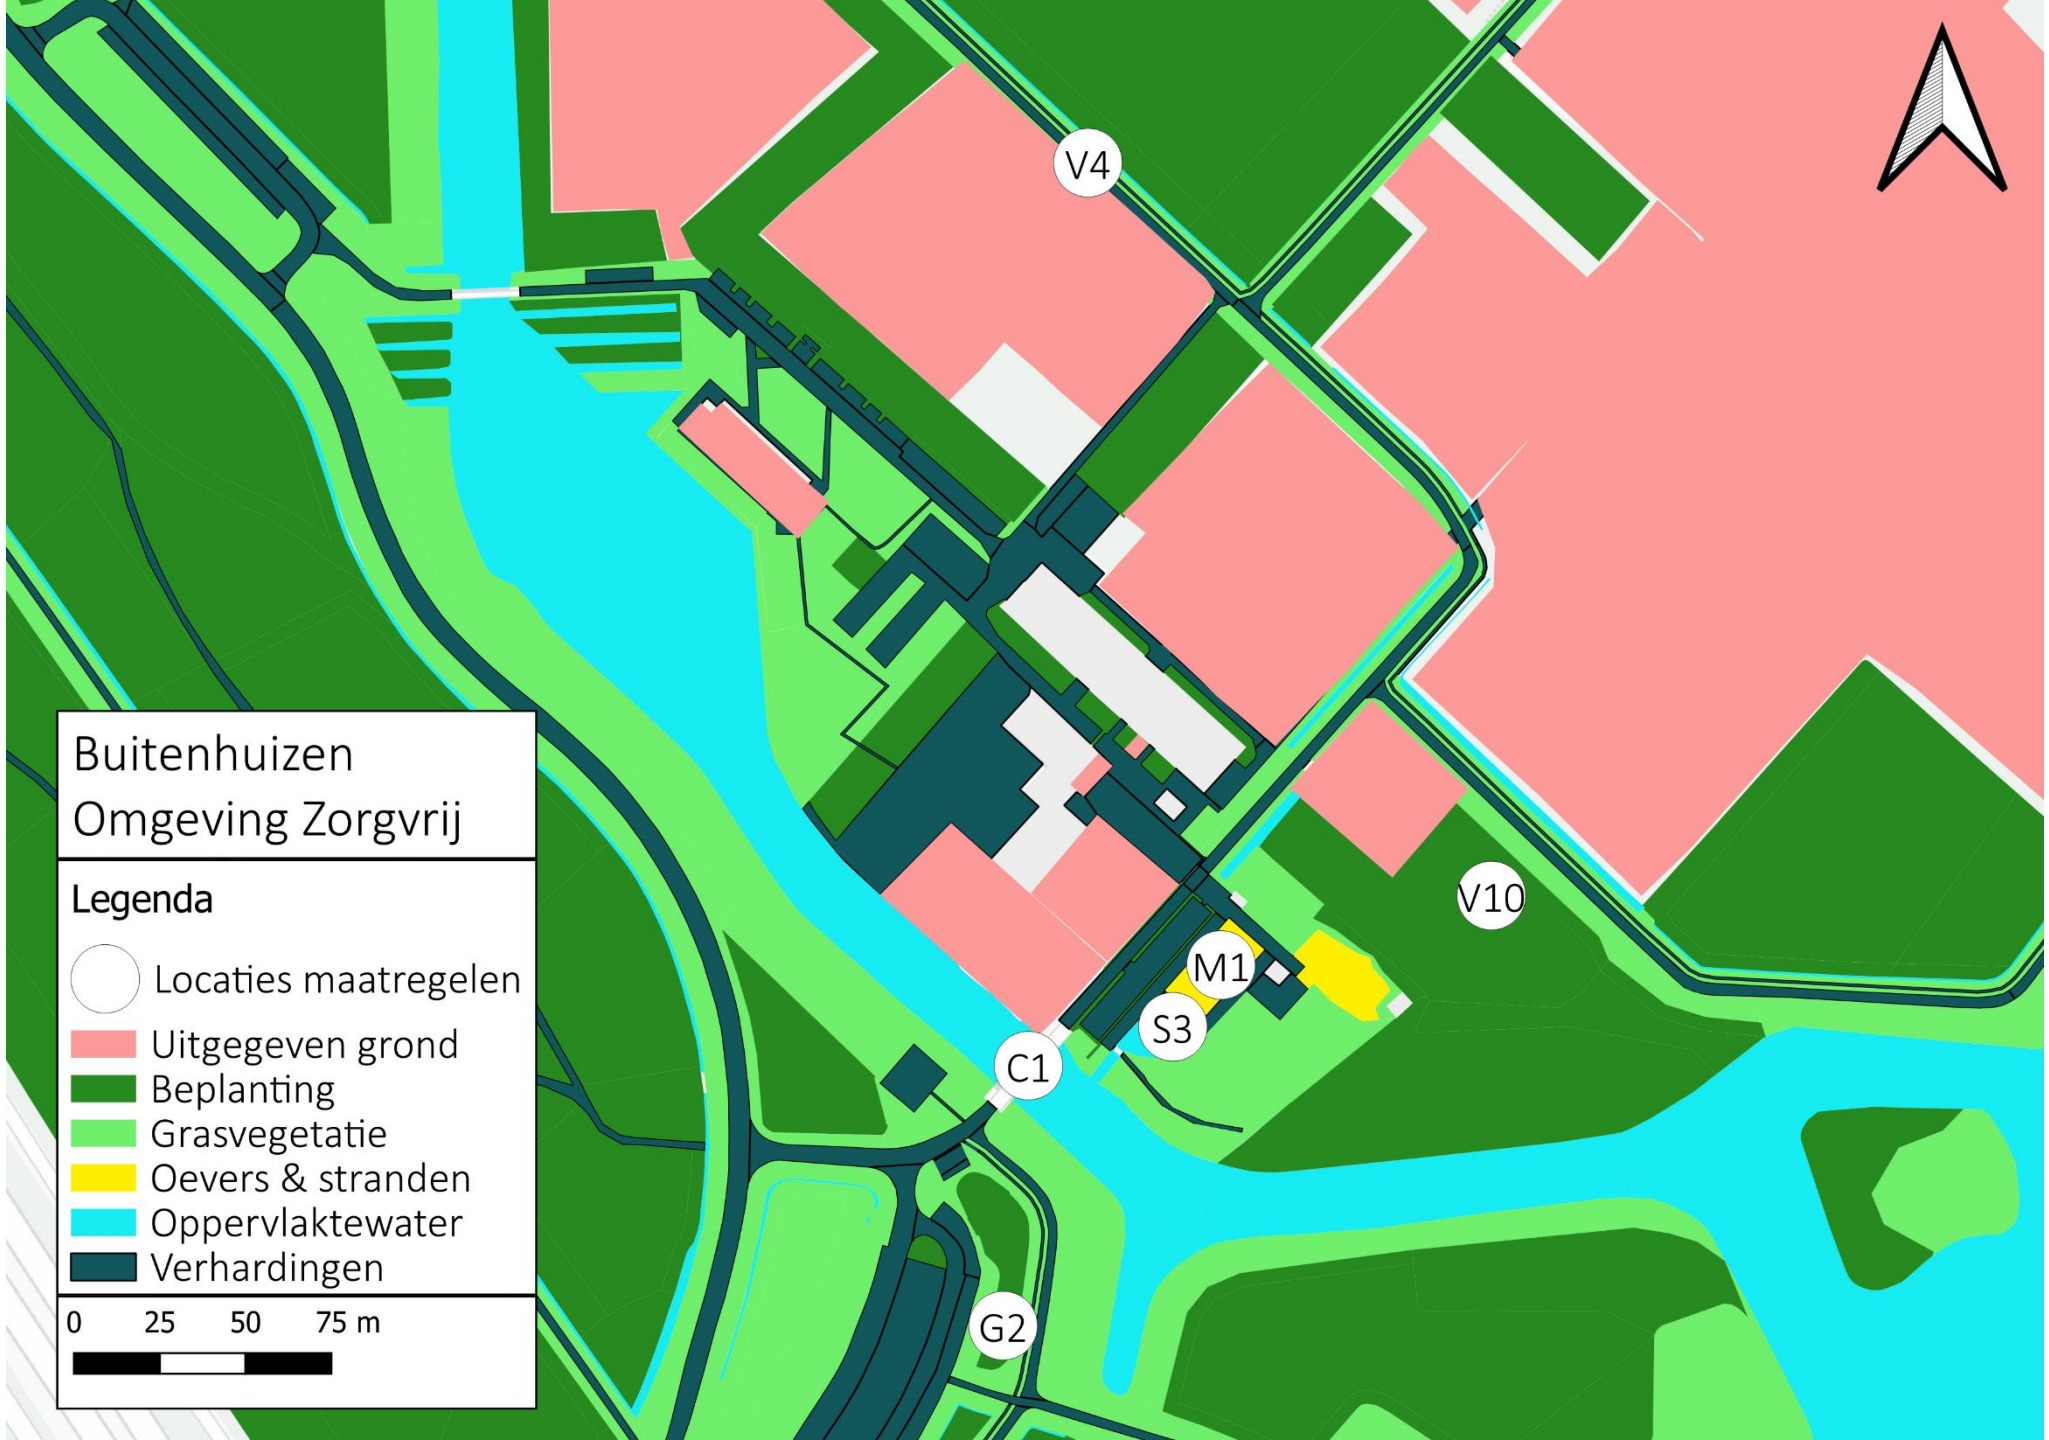 V4
Buitenhuizen
Omgeving Zorgvrij
Legenda
V10
M1
Locaties maatregelen
S3
Uitgegeven grond
C1
Beplanting
Grasvegetatie
Oevers & stranden
Oppervlaktewater
Verhardingen
0 25 50 75 m
G2